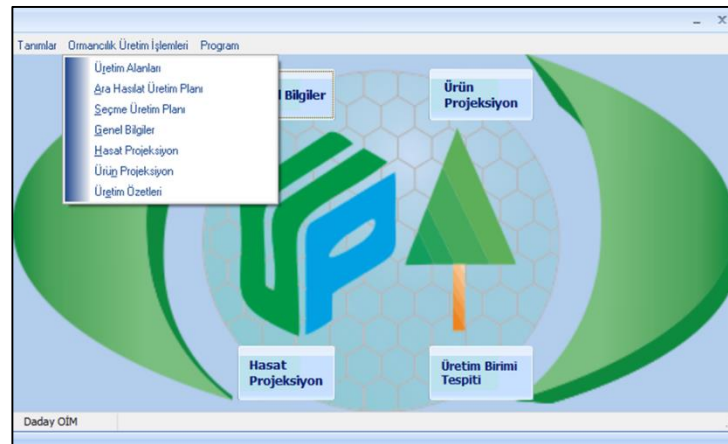 Tanımlar Ormancılık Üretim İşlemleri Program
Üretim Alanları
Ara Hasılat Üretim Planı
Seçme Üretim Planı
Genel Bilgiler
Hasat Projeksiyon
Ürün Projeksiyon
Üretim Özetleri
l Bilgiler
Ürün
Projeksiyon
Hasat
Projeksiyon
Üretim Birimi
Tespiti
Daday OİM